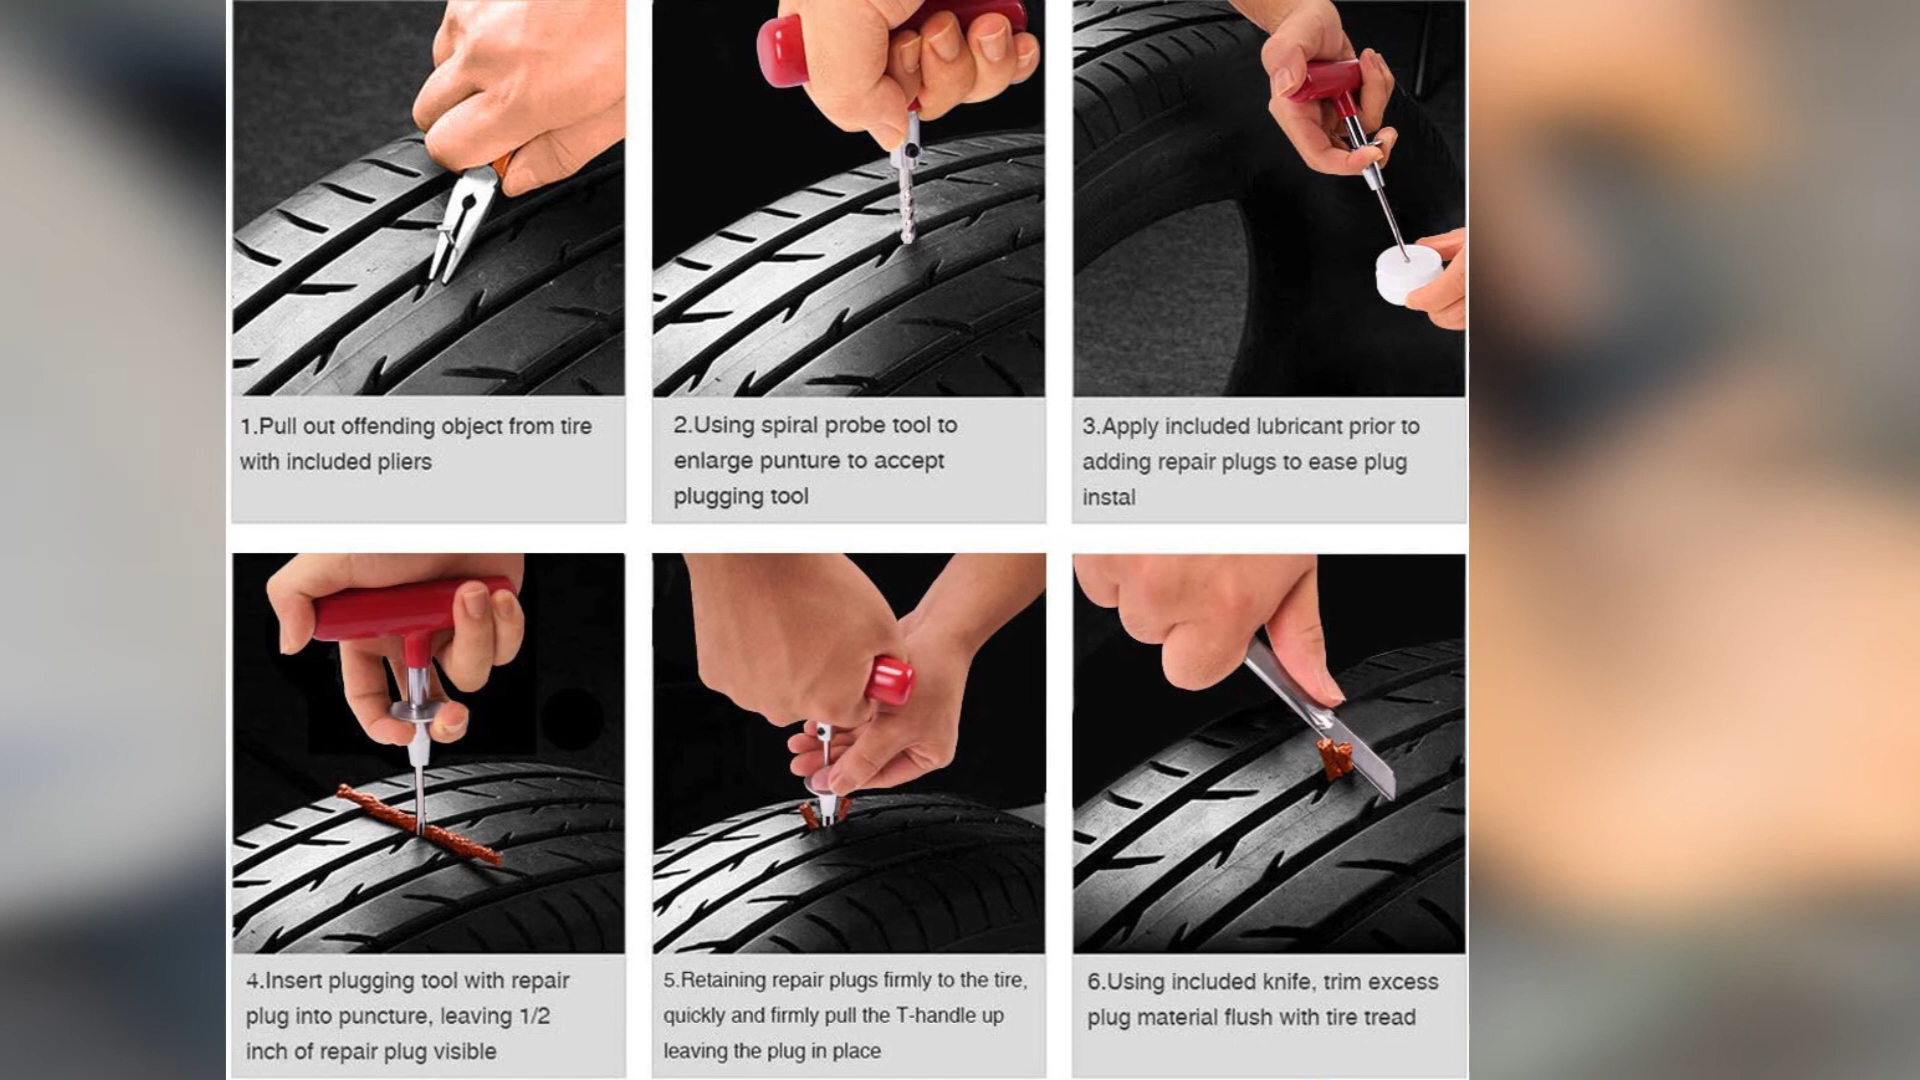 1.Pull out offending object from tire
with included pliers
2.Using spiral probe tool to
enlarge punture to accept
plugging tool
3.Apply included lubricant prior to
adding repair plugs to ease plug
instal
4.Insert plugging tool with repair
plug into puncture, leaving 1/2
inch of repair plug visible
5.Retaining repair plugs firmly to the tire,
quickly and firmly pull the T-handle up
leaving the plug in place
6.Using included knife, trim excess
plug material flush with tire tread